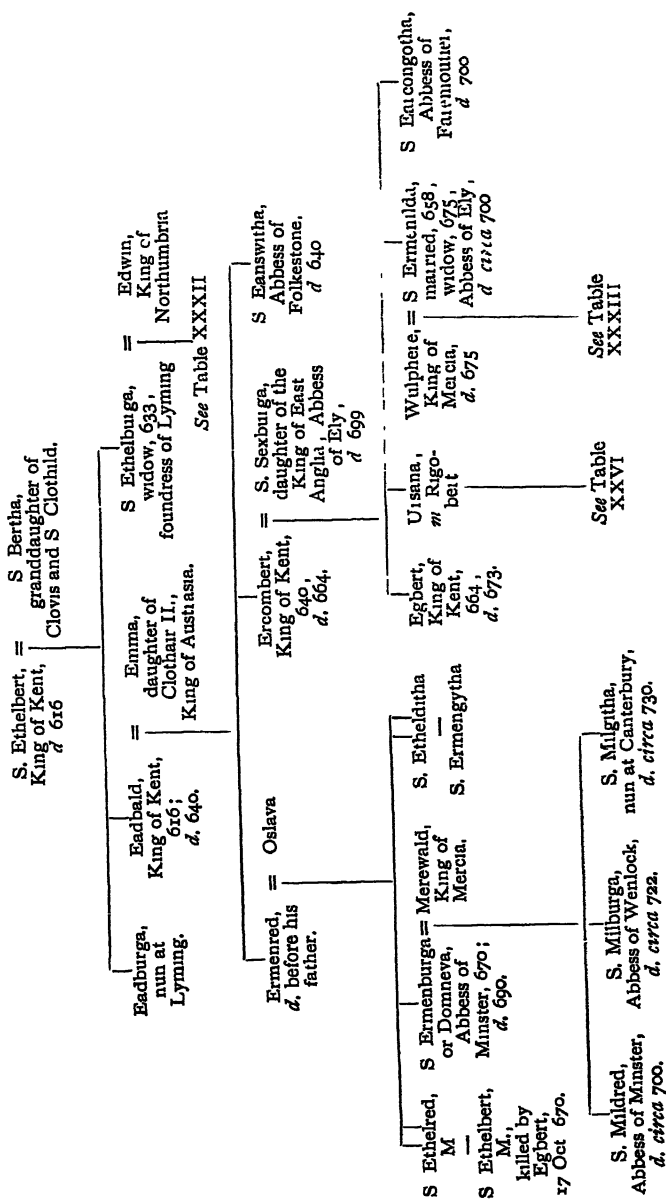 S. Ethelbert,
King of Kent,
d 616
=
S Bertha,
granddaughter of
Clovis and S Clothild.
Eadburga,
nun at
Lyming.
Eadbald,
King of Kent,
616;
d. 640.
=
Emma,
daughter of
Clothair II.,
King of Austrasia.
S Ethelburga,
widow, 633,
foundress of Lyming
=
Edwin,
King of
Northumbria
See Table XXXII
Ermenred,
d. before his
father.
=
Oslava
Ercombert,
King of Kent,
640,
d. 664.
=
S. Sexburga,
daughter of the
King of East
Anglia, Abbess
of Ely,
d 699
S Eanswitha,
Abbess of
Folkestone,
d 640
S Ethelred,
M
—
S Ethelbert,
M.,
killed by
Egbert,
17 Oct 670.
S Ermenburga
or Domneva,
Abbess of
Minster, 670;
d. 690.
=
Merewald,
King of
Mercia.
S. Ethelditha
—
S. Ermengytha
Egbert,
King of
Kent,
664,
d. 673.
Ursana,
m Rigo-
bert
See Table
XXVI
Wulphere,
King of
Mercia,
d. 675
=
S Ermenilda,
married, 658,
widow, 675,
Abbess of Ely,
d circa 700
See Table
XXXIII
S Earcongotha,
Abbess of
Faremoutier,
d 700
S. Mildred,
Abbess of Minster,
d. circa 700.
S. Milburga,
Abbess of Wenlock,
d. circa 722.
S. Milgitha,
nun at Canterbury,
d. circa 730.